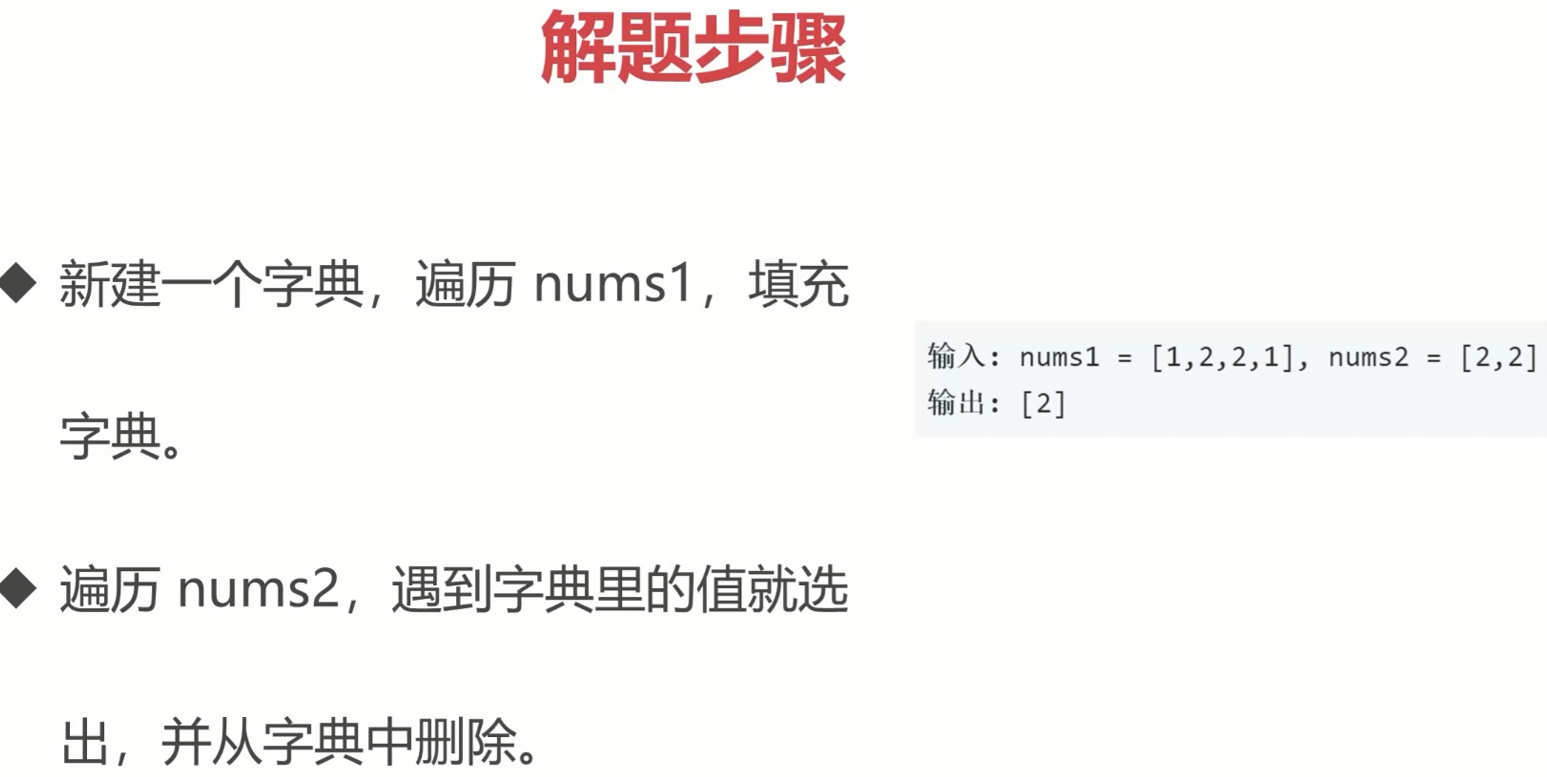 解题步骤
◆ 新建一个字典，遍历 nums1，填充
字典。
◆ 遍历 nums2，遇到字典里的值就选
出，并从字典中删除。
输入: nums1 = [1,2,2,1], nums2 = [2,2]
输出: [2]